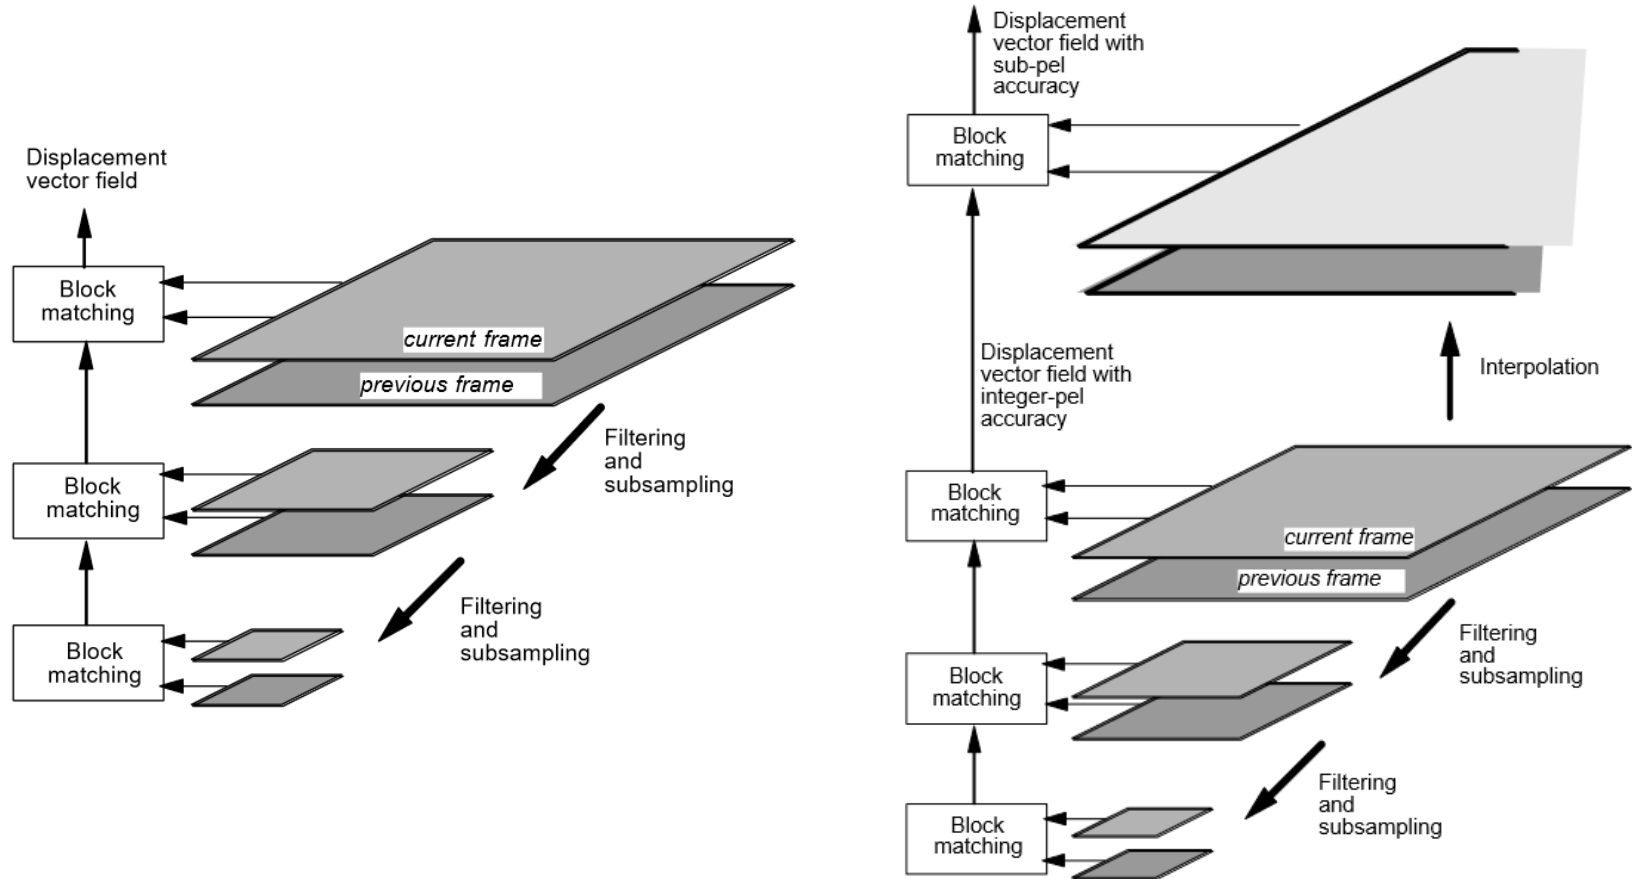 Displacement
vector field
Block
matching
current frame
previous frame
Filtering
and
subsampling
Block
matching
Filtering
and
subsampling
Block
matching
Displacement
vector field with
sub-pel
accuracy
Block
matching
Interpolation
Displacement
vector field with
integer-pel
accuracy
Block
matching
current frame
previous frame
Filtering
and
subsampling
Block
matching
Filtering
and
subsampling
Block
matching